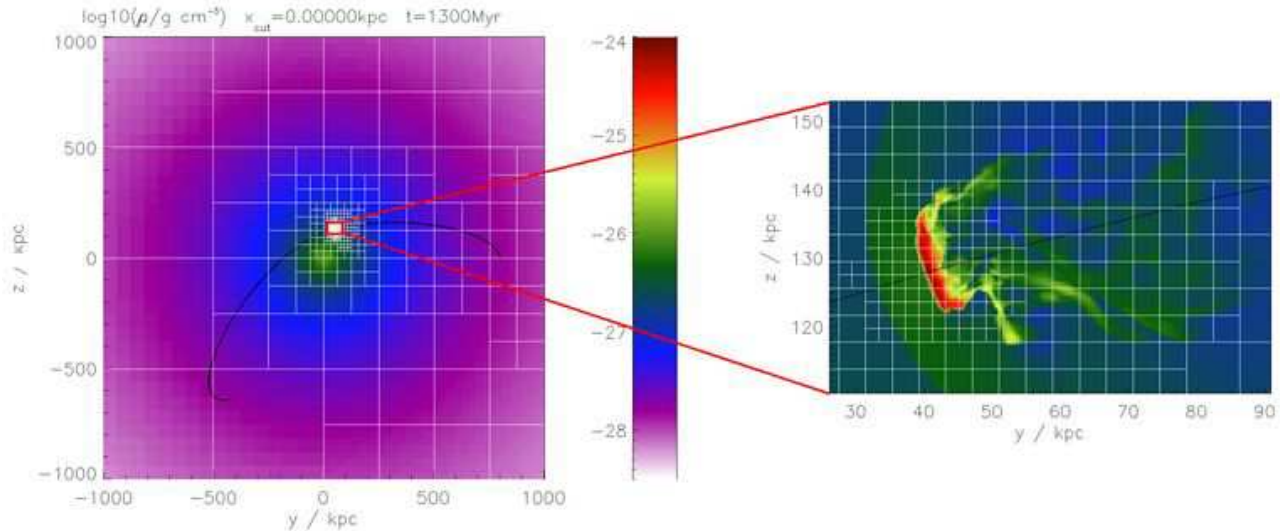 log10(ρ/g cm⁻³) x_cut=0.00000kpc t=1300Myr
1000
500
0
−500
−1000
z / kpc
−1000 −500 0 500 1000
y / kpc
−24
−25
−26
−27
−28
150
140
130
120
z / kpc
30 40 50 60 70 80 90
y / kpc